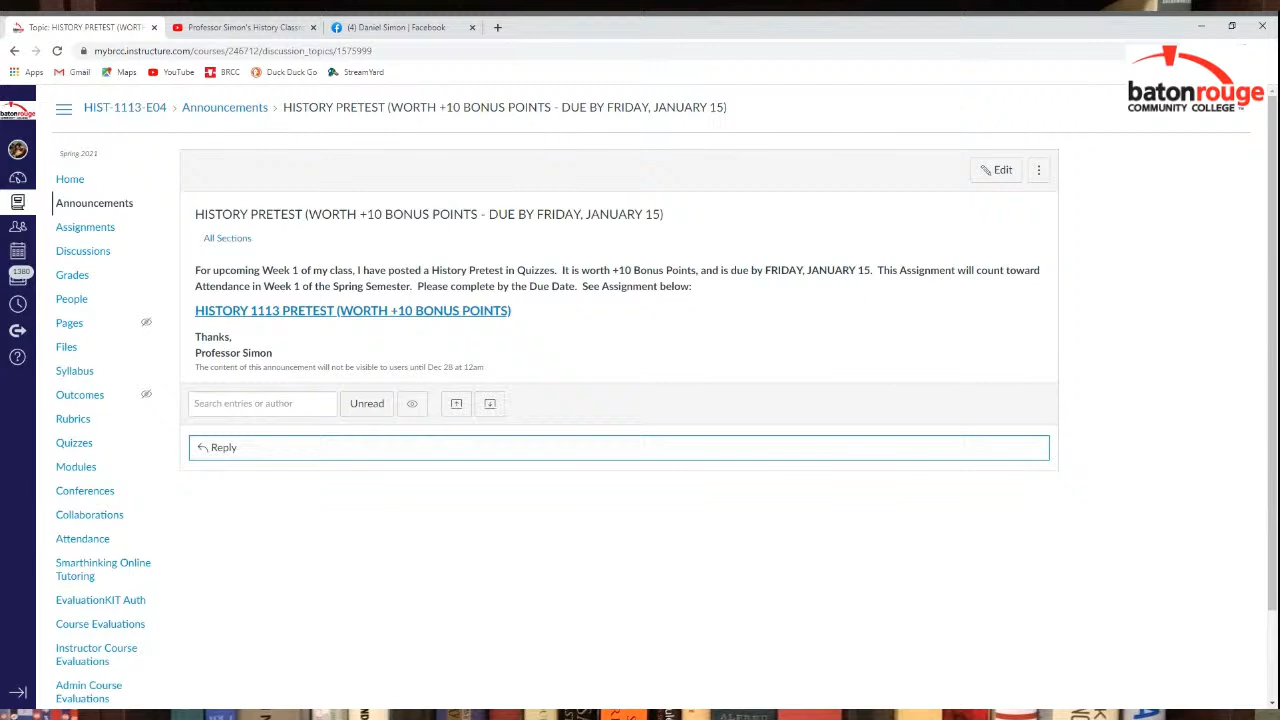 Topic: HISTORY PRETEST (WORT
Professor Simon's History Class
(4) Daniel Simon | Facebook
mybrcc.instructure.com/courses/246712/discussion_topics/1575999
Apps
Gmail
Maps
YouTube
BRCC
Duck Duck Go
StreamYard
batonrouge
COMMUNITY COLLEGE
HIST-1113-E04 > Announcements > HISTORY PRETEST (WORTH +10 BONUS POINTS - DUE BY FRIDAY, JANUARY 15)
batonrouge
Spring 2021
Home
Announcements
Assignments
Discussions
Grades
People
Pages
Files
Syllabus
Outcomes
Rubrics
Quizzes
Modules
Conferences
Collaborations
Attendance
Smarthinking Online
Tutoring
EvaluationKIT Auth
Course Evaluations
Instructor Course
Evaluations
Admin Course
Evaluations
1380
Edit
HISTORY PRETEST (WORTH +10 BONUS POINTS - DUE BY FRIDAY, JANUARY 15)
All Sections
For upcoming Week 1 of my class, I have posted a History Pretest in Quizzes. It is worth +10 Bonus Points, and is due by FRIDAY, JANUARY 15. This Assignment will count toward
Attendance in Week 1 of the Spring Semester. Please complete by the Due Date. See Assignment below:
HISTORY 1113 PRETEST (WORTH +10 BONUS POINTS)
Thanks,
Professor Simon
The content of this announcement will not be visible to users until Dec 28 at 12am
Search entries or author
Unread
Reply